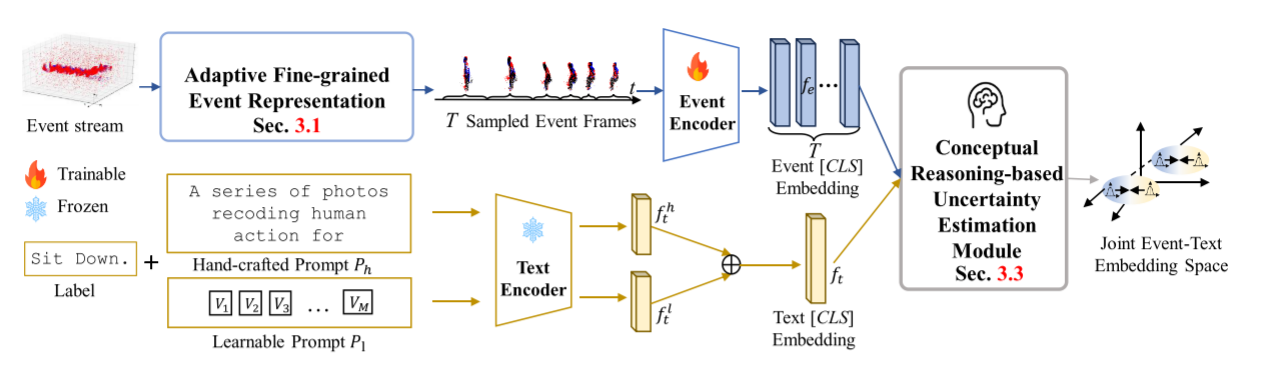 Event stream
Adaptive Fine-grained
Event Representation
Sec. 3.1
t
T Sampled Event Frames
Event
Encoder
f_e ...
T
Event [CLS]
Embedding
Trainable
Frozen
Sit Down.
+
Label
A series of photos
recoding human
action for
Hand-crafted Prompt P_h
V_1 V_2 V_3 ... V_M
Learnable Prompt P_l
Text
Encoder
f_t^h
f_t^l
f_t
Text [CLS]
Embedding
Conceptual
Reasoning-based
Uncertainty
Estimation
Module
Sec. 3.3
Joint Event-Text
Embedding Space